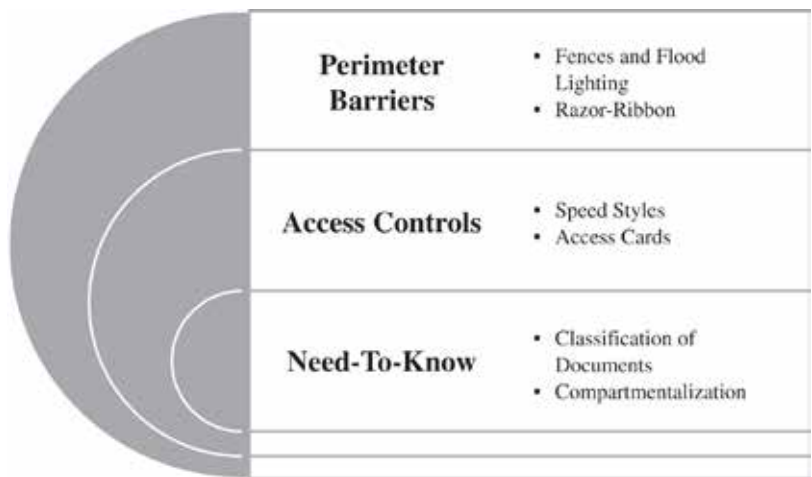 Perimeter
Barriers
• Fences and Flood
Lighting
• Razor-Ribbon
Access Controls
• Speed Styles
• Access Cards
Need-To-Know
• Classification of
Documents
• Compartmentalization